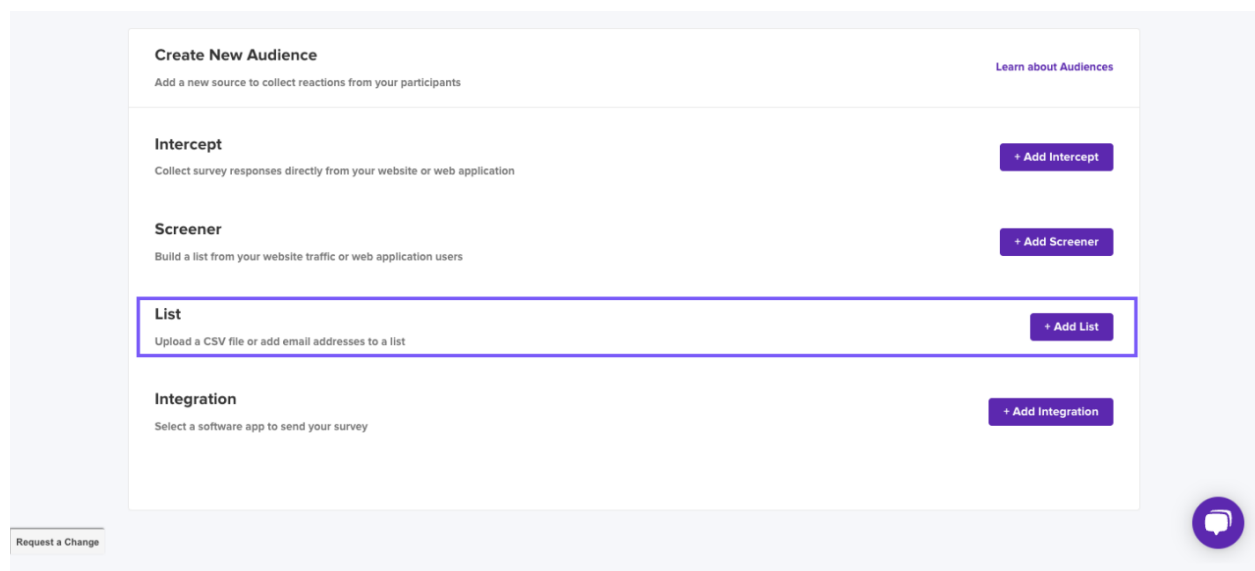 Create New Audience
Add a new source to collect reactions from your participants
Learn about Audiences
Intercept
Collect survey responses directly from your website or web application
+ Add Intercept
Screener
Build a list from your website traffic or web application users
+ Add Screener
List
Upload a CSV file or add email addresses to a list
+ Add List
Integration
Select a software app to send your survey
+ Add Integration
Request a Change